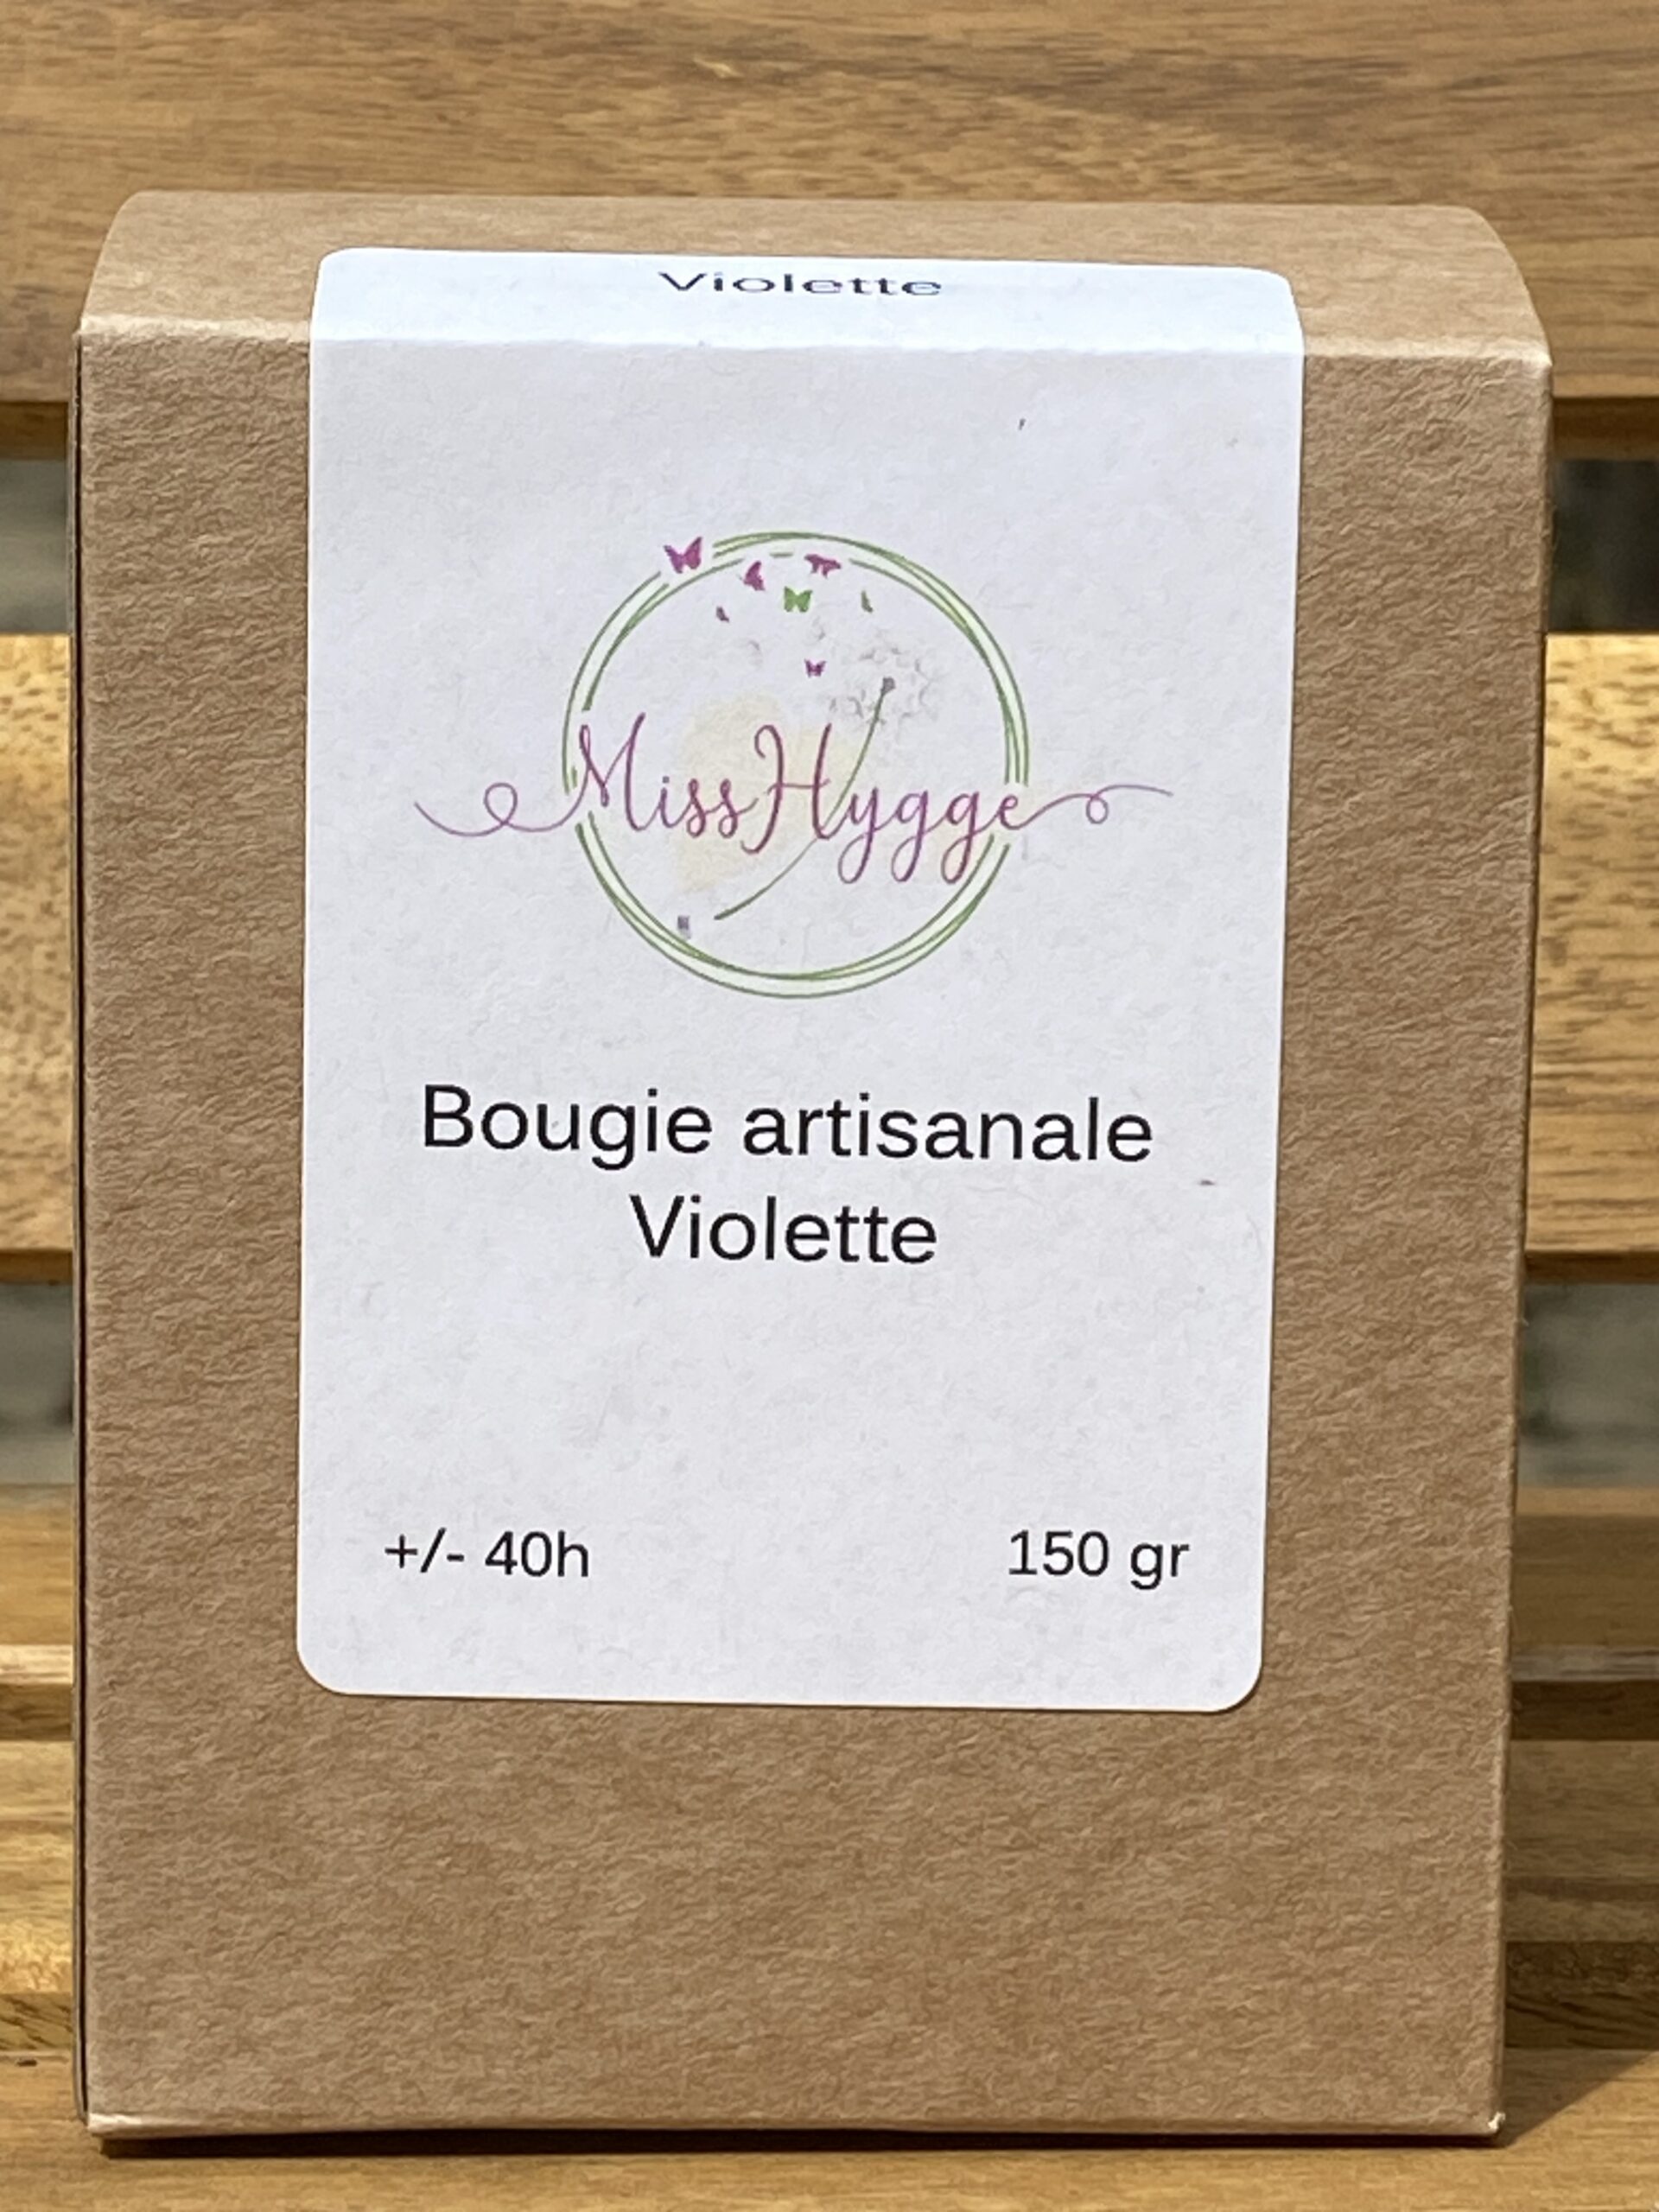 Violette
MissHygge
Bougie artisanale
Violette
+/- 40h 150 gr